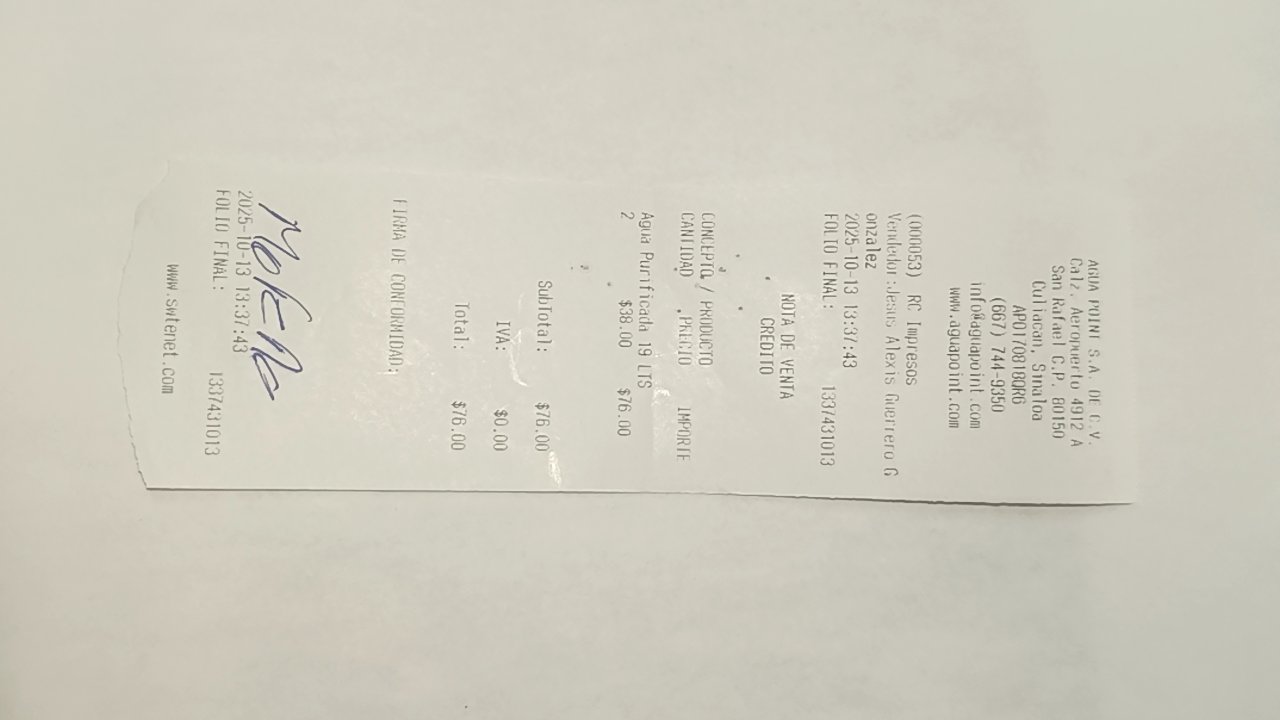 AGUA POINT S.A. DE C.V.
Calz. Aeropuerto 4912 A
San Rafael C.P. 80150
Culiacan, Sinaloa
APO170818QR6
(667) 744-9350
info@aguapoint.com
www.aguapoint.com
(000053) RC Impresos
Vendedor:Jesus Alexis Guerrero G
onzalez
2025-10-13 13:37:43
FOLIO FINAL: 1337431013
NOTA DE VENTA
CREDITO
CONCEPTO / PRODUCTO
CANTIDAD PRECIO IMPORTE
Agua Purificada 19 LTS
2 $38.00 $76.00
SubTotal: $76.00
IVA: $0.00
Total: $76.00
FIRMA DE CONFORMIDAD:
2025-10-13 13:37:43
FOLIO FINAL: 1337431013
www.swtenet.com